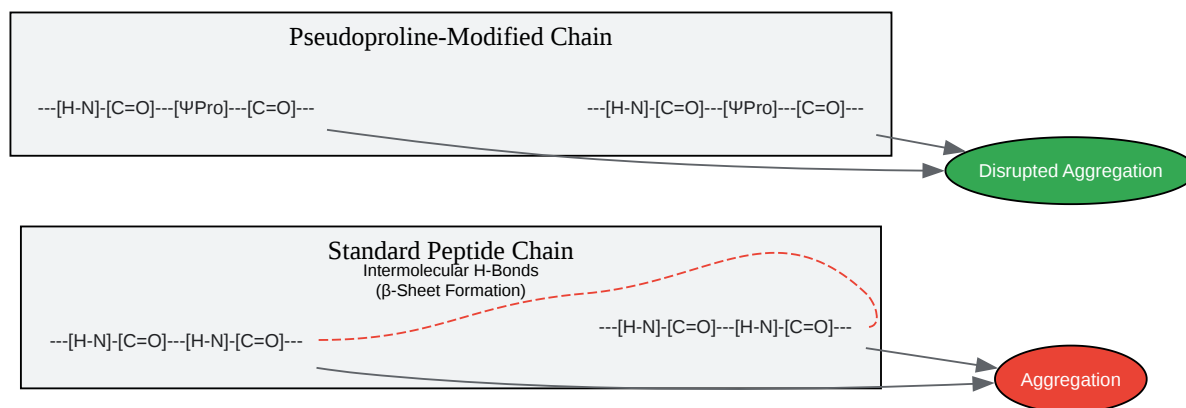 Pseudoproline-Modified Chain
---[H-N]-[C=O]---[ΨPro]---[C=O]---
---[H-N]-[C=O]---[ΨPro]---[C=O]---
Disrupted Aggregation
Standard Peptide Chain
Intermolecular H-Bonds
(β-Sheet Formation)
---[H-N]-[C=O]---[H-N]-[C=O]---
---[H-N]-[C=O]---[H-N]-[C=O]---
Aggregation